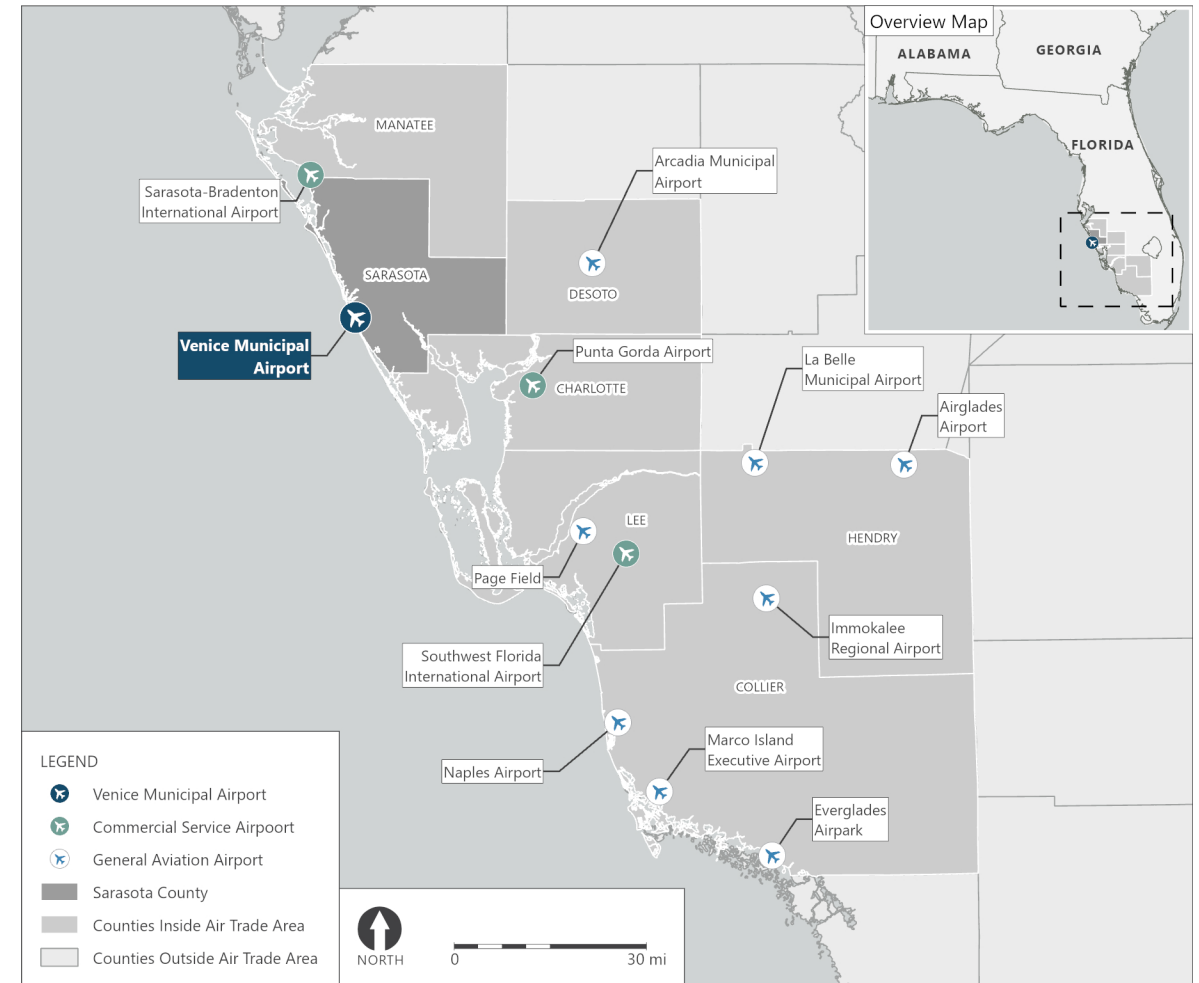 Overview Map
ALABAMA
GEORGIA
FLORIDA
MANATEE
Sarasota-Bradenton
International Airport
Arcadia Municipal
Airport
SARASOTA
DESOTO
Venice Municipal
Airport
Punta Gorda Airport
CHARLOTTE
La Belle
Municipal Airport
Airglades
Airport
LEE
HENDRY
Page Field
Immokalee
Regional Airport
Southwest Florida
International Airport
COLLIER
Naples Airport
Marco Island
Executive Airport
Everglades
Airpark
LEGEND
Venice Municipal Airport
Commercial Service Airpoort
General Aviation Airport
Sarasota County
Counties Inside Air Trade Area
Counties Outside Air Trade Area
NORTH
0 30 mi